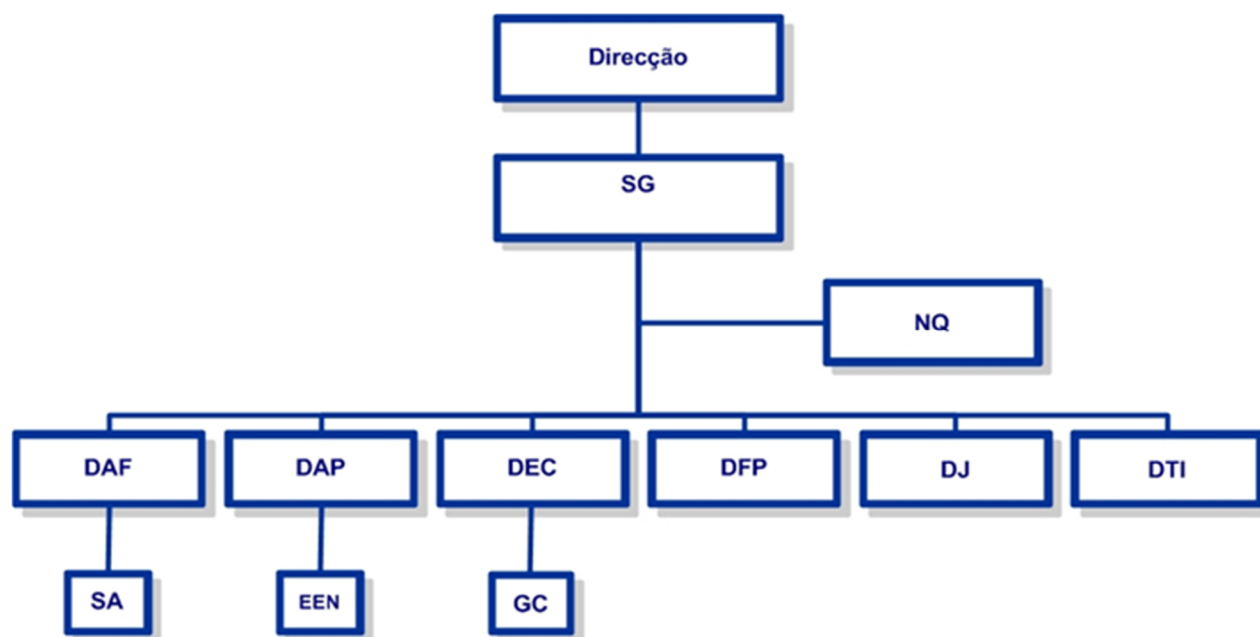 Direcção
SG
NQ
DAF
DAP
DEC
DFP
DJ
DTI
SA
EEN
GC